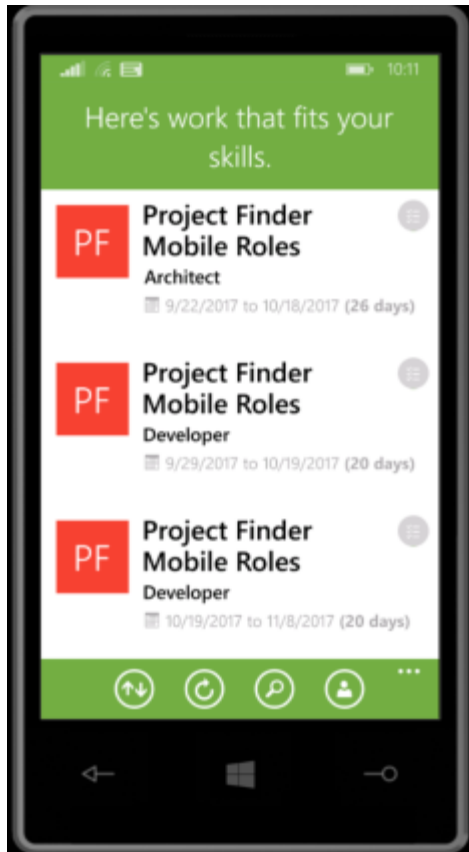 10:11
Here's work that fits your
skills.
PF
Project Finder
Mobile Roles
Architect
9/22/2017 to 10/18/2017 (26 days)
PF
Project Finder
Mobile Roles
Developer
9/29/2017 to 10/19/2017 (20 days)
PF
Project Finder
Mobile Roles
Developer
10/19/2017 to 11/8/2017 (20 days)